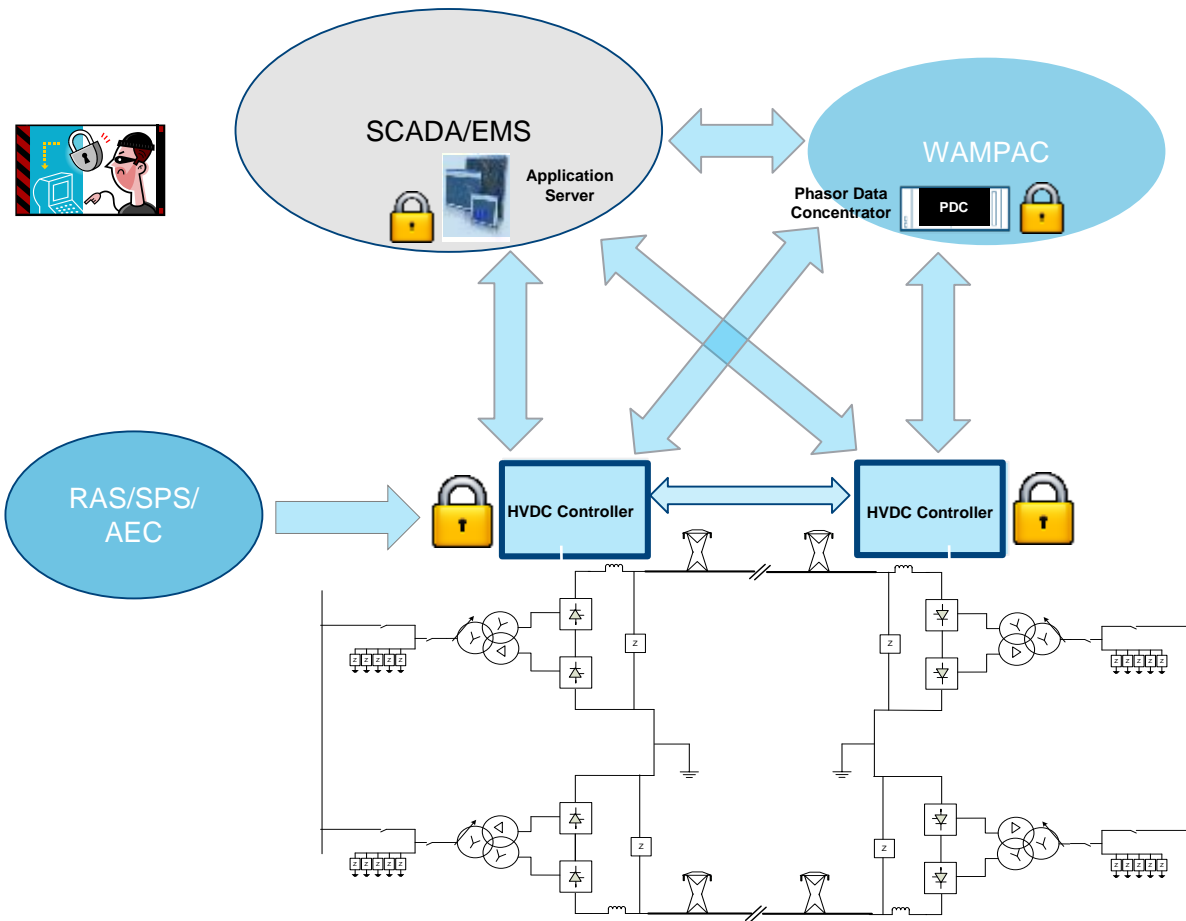 SCADA/EMS
Application
Server
WAMPAC
Phasor Data
Concentrator
PDC
RAS/SPS/
AEC
HVDC Controller
HVDC Controller
Z
Z
Z Z Z Z Z
Z Z Z Z Z
Z
Z
Z Z Z Z Z
Z Z Z Z Z